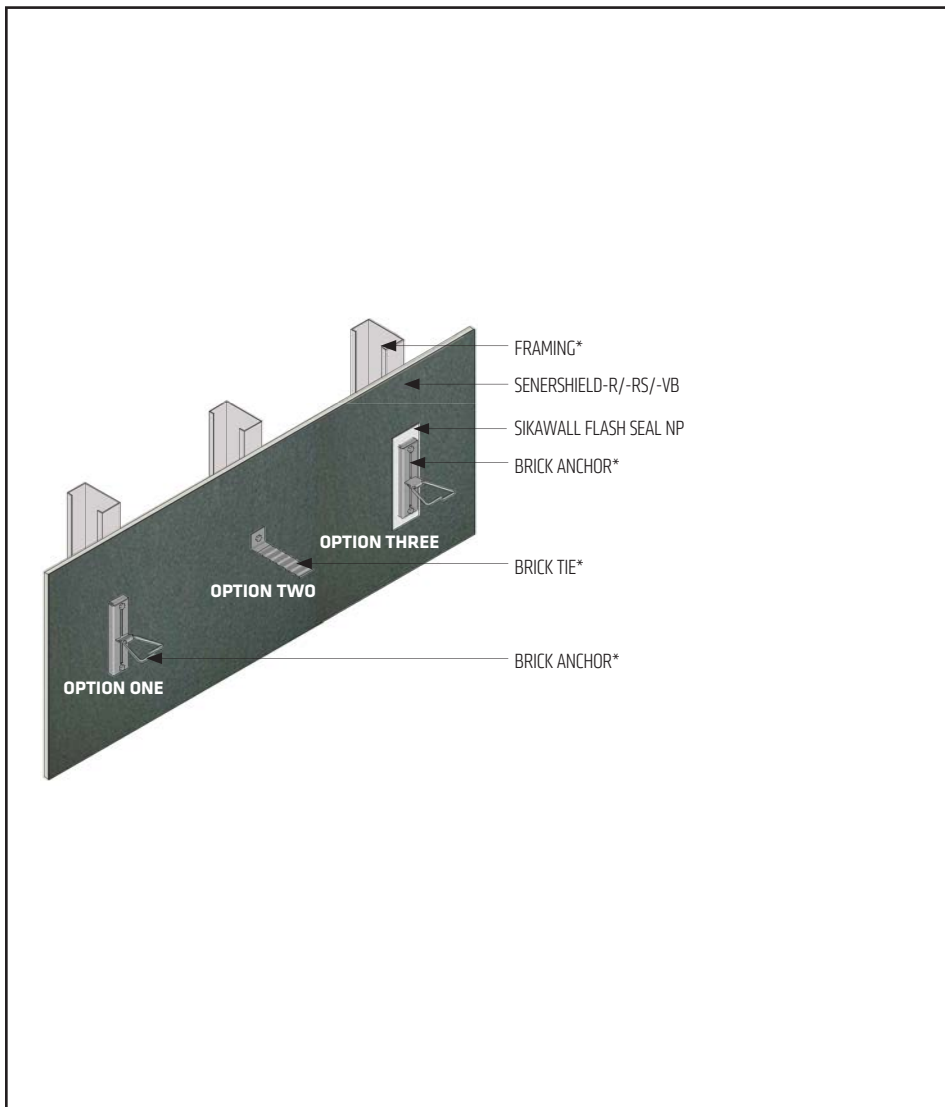 FRAMING*
SENERSHIELD-R/-RS/-VB
SIKAWALL FLASH SEAL NP
BRICK ANCHOR*
OPTION THREE
BRICK TIE*
OPTION TWO
BRICK ANCHOR*
OPTION ONE